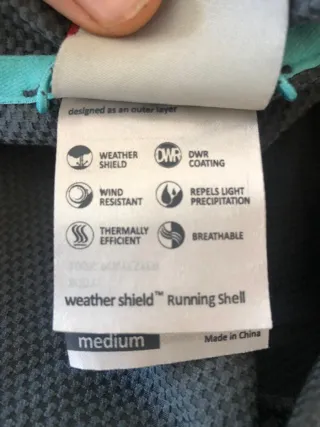 designed as an outer layer
WEATHER SHIELD
DWR DWR COATING
WIND RESISTANT
REPELS LIGHT PRECIPITATION
THERMALLY EFFICIENT
BREATHABLE
weather shield™ Running Shell
medium
Made in China